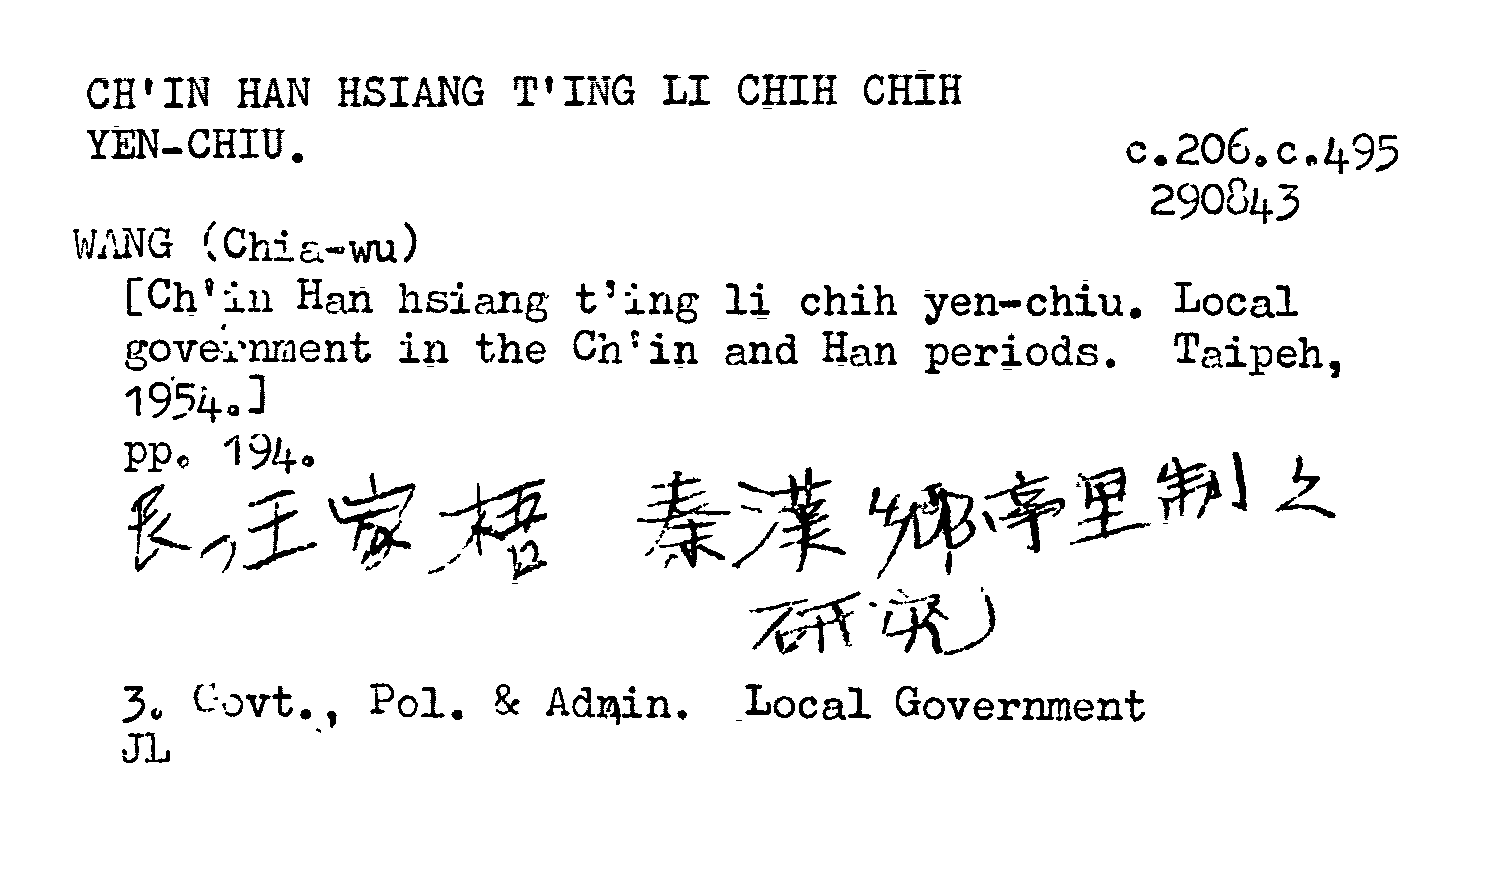 CH'IN HAN HSIANG T'ING LI CHIH CHIH
YEN-CHIU.
c.206.c.495
290843
WANG (Chia-wu)
[Ch'in Han hsiang t'ing li chih yen-chiu. Local
government in the Ch'in and Han periods. Taipeh,
1954.]
pp. 194.
王家梧 秦漢鄉亭里制之
研究)
3. Govt., Pol. & Admin. Local Government
JL